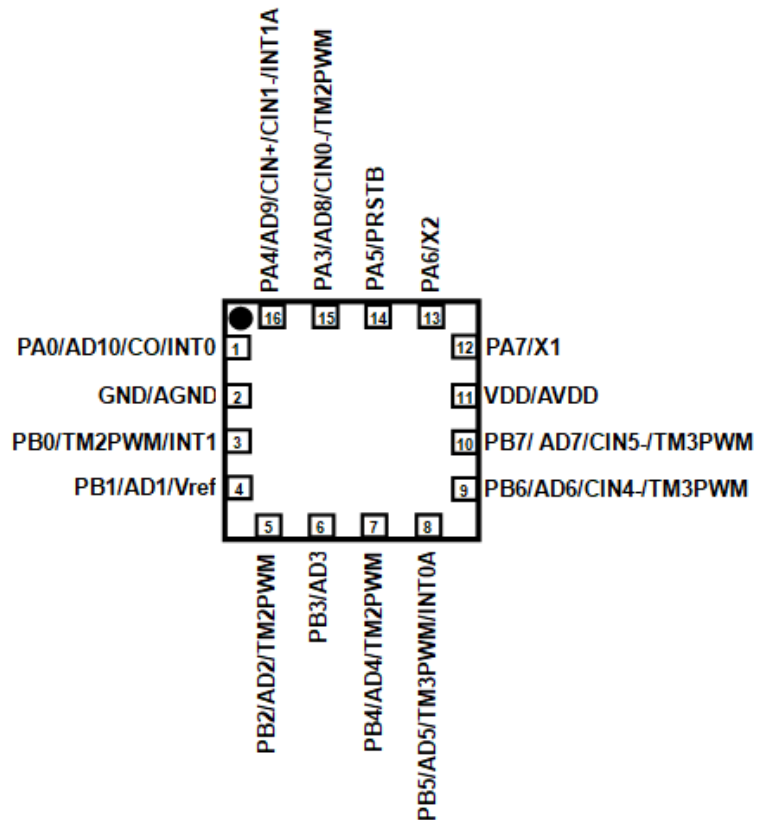 PA4/AD9/CIN+/CIN1-/INT1A
PA3/AD8/CIN0-/TM2PWM
PA5/PRSTB
PA6/X2
16
15
14
13
PA0/AD10/CO/INT0
1
12
PA7/X1
GND/AGND
2
11
VDD/AVDD
PB0/TM2PWM/INT1
3
10
PB7/ AD7/CIN5-/TM3PWM
PB1/AD1/Vref
4
9
PB6/AD6/CIN4-/TM3PWM
5
6
7
8
PB2/AD2/TM2PWM
PB3/AD3
PB4/AD4/TM2PWM
PB5/AD5/TM3PWM/INT0A